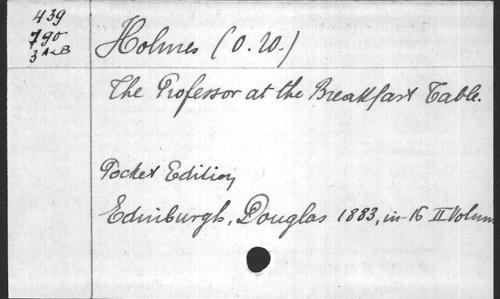 439
790
3 A-B
Holmes (O. W.)
The Professor at the Breakfast Table.
Pocket Edition
Edinburgh, Douglas 1883, in-16 II Volum